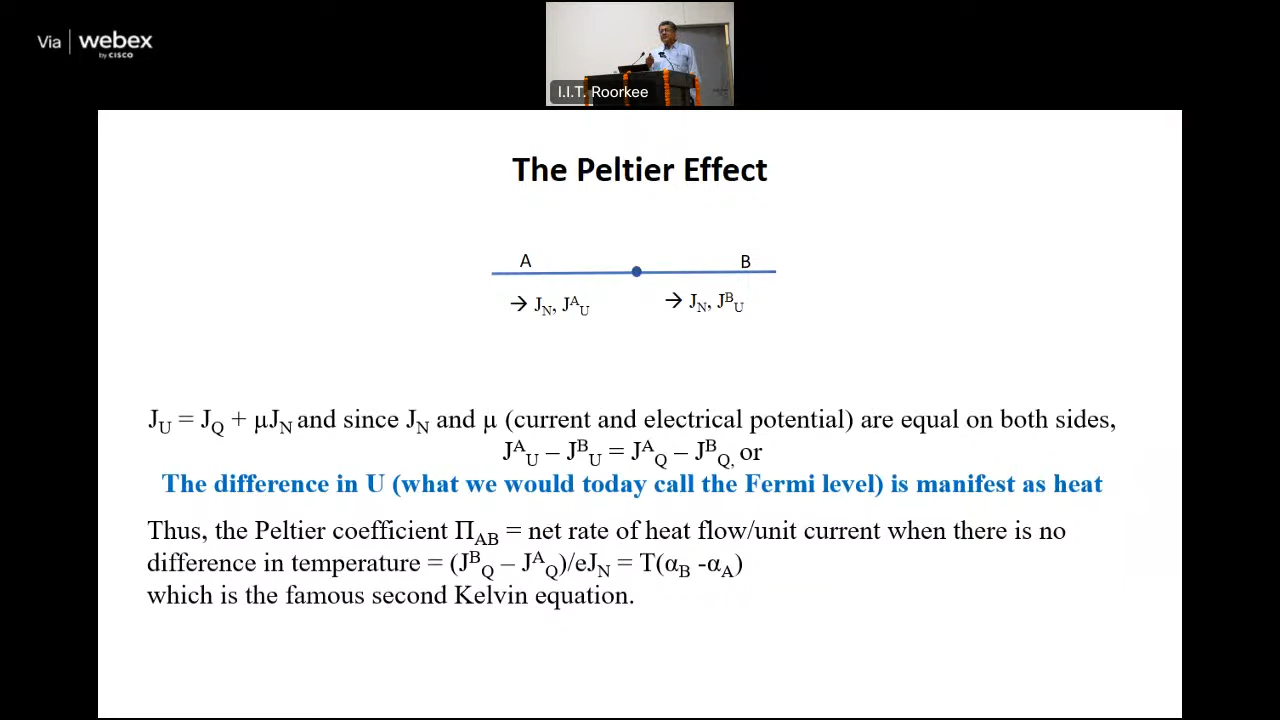 Via | webex
by CISCO
I.I.T. Roorkee
The Peltier Effect
A B
→ J_N, J^A_U → J_N, J^B_U
J_U = J_Q + μJ_N and since J_N and μ (current and electrical potential) are equal on both sides,
J^A_U – J^B_U = J^A_Q – J^B_Q, or
The difference in U (what we would today call the Fermi level) is manifest as heat
Thus, the Peltier coefficient Π_AB = net rate of heat flow/unit current when there is no
difference in temperature = (J^B_Q – J^A_Q)/eJ_N = T(α_B -α_A)
which is the famous second Kelvin equation.